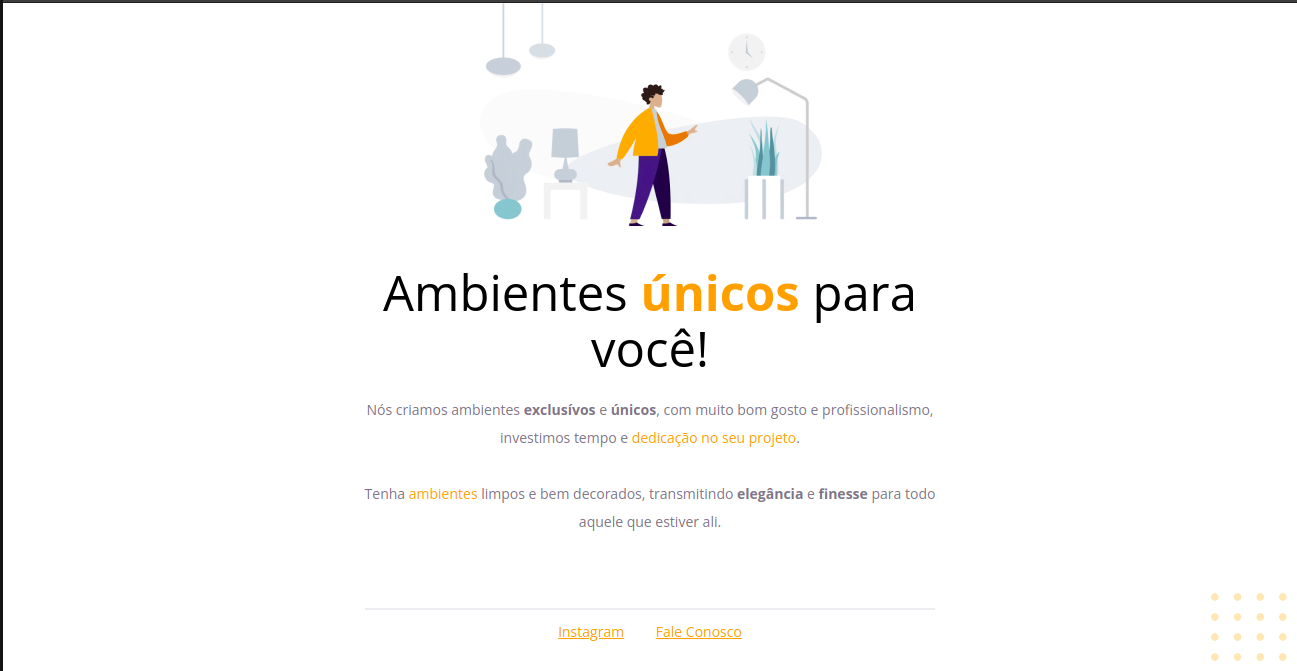 Ambientes únicos para
você!
Nós criamos ambientes exclusívos e únicos, com muito bom gosto e profissionalismo,
investimos tempo e dedicação no seu projeto.
Tenha ambientes limpos e bem decorados, transmitindo elegância e finesse para todo
aquele que estiver ali.
Instagram Fale Conosco